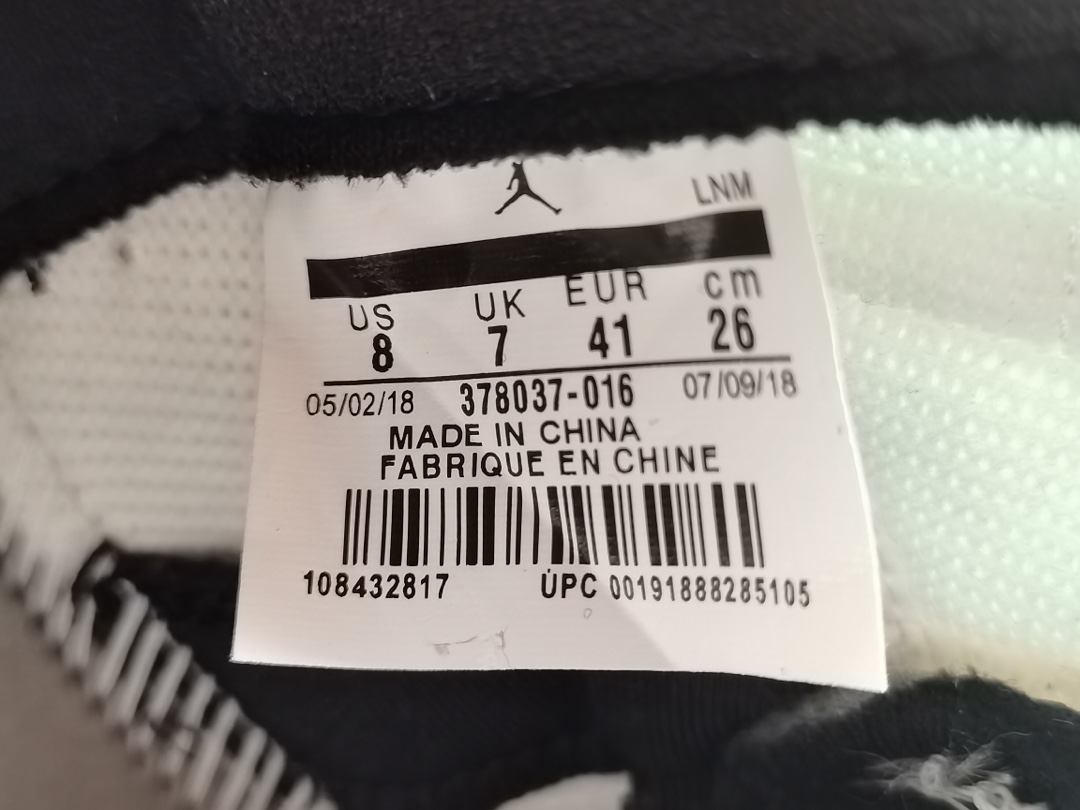 LNM
US UK EUR cm
8 7 41 26
05/02/18 378037-016 07/09/18
MADE IN CHINA
FABRIQUE EN CHINE
108432817 UPC 00191888285105